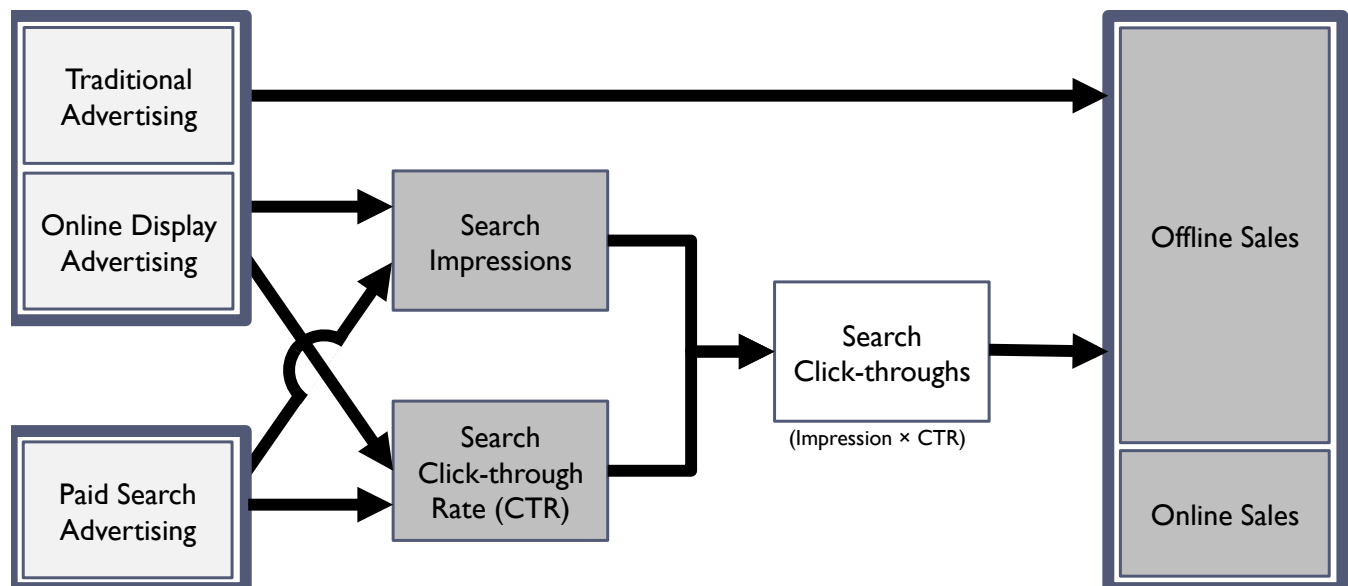 Traditional
Advertising
Online Display
Advertising
Paid Search
Advertising
Search
Impressions
Search
Click-through
Rate (CTR)
Search
Click-throughs
(Impression × CTR)
Offline Sales
Online Sales